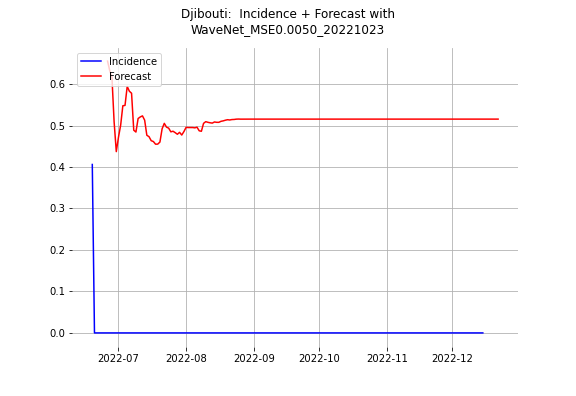 Djibouti:  Incidence + Forecast with
WaveNet_MSE0.0050_20221023
Incidence
Forecast
0.6
0.5
0.4
0.3
0.2
0.1
0.0
2022-07 2022-08 2022-09 2022-10 2022-11 2022-12